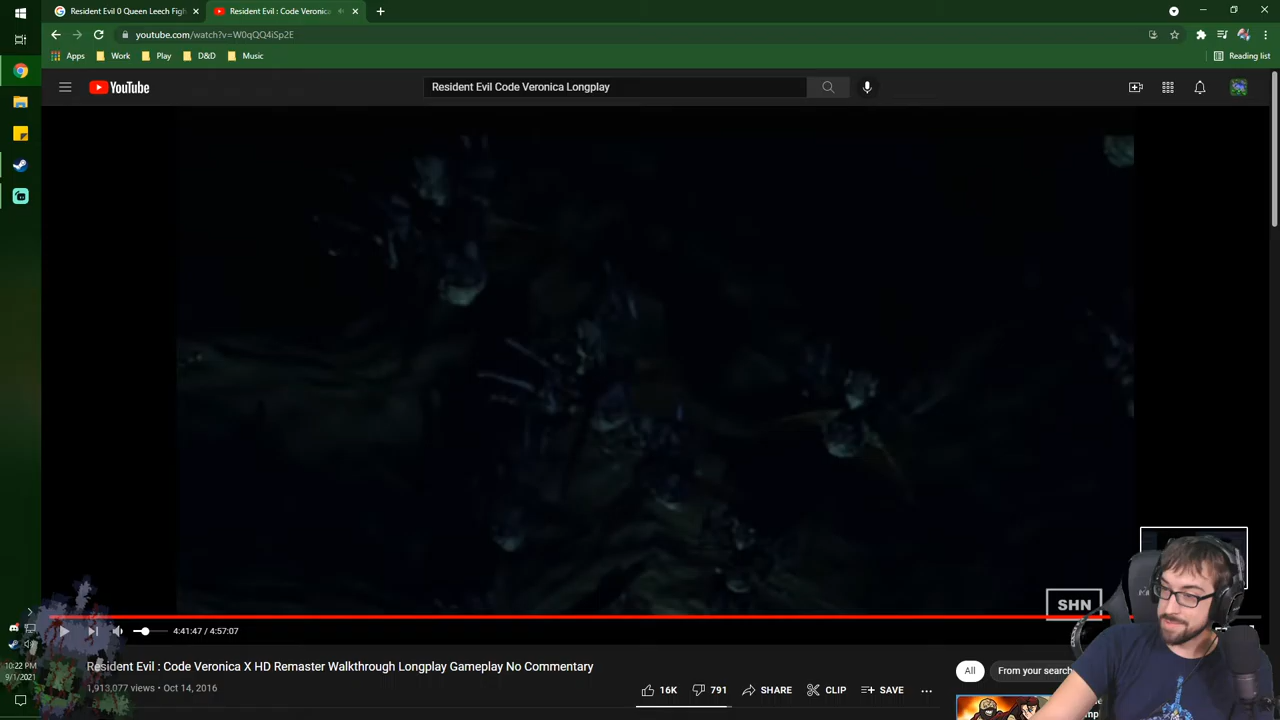 Resident Evil 0 Queen Leech Figh
Resident Evil : Code Veronica
youtube.com/watch?v=W0qQQ4iSp2E
Apps
Work
Play
D&D
Music
Reading list
YouTube
Resident Evil Code Veronica Longplay
SHN
4:41:47 / 4:57:07
10:22 PM
9/1/2021
Resident Evil : Code Veronica X HD Remaster Walkthrough Longplay Gameplay No Commentary
1,913,077 views • Oct 14, 2016
16K
791
SHARE
CLIP
SAVE
All
From your search